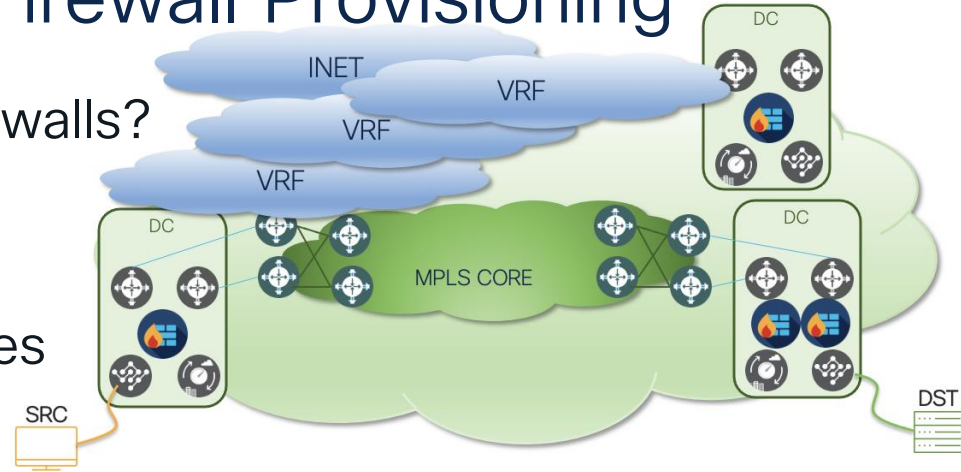 irewall Provisioning
DC
INET
VRF
walls?
VRF
VRF
DC
DC
MPLS CORE
es
SRC
DST